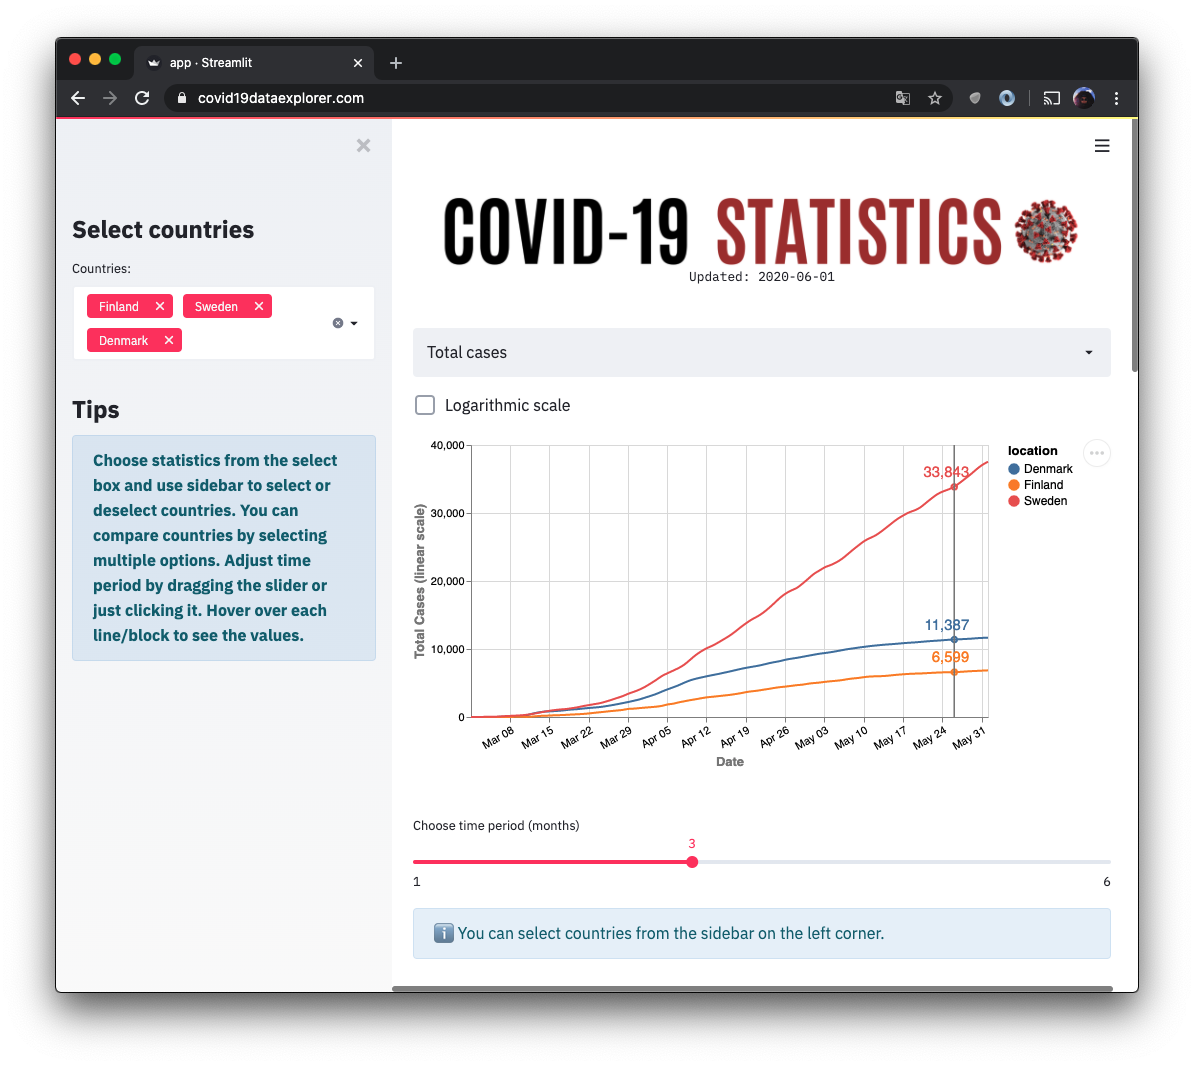 app · Streamlit
covid19dataexplorer.com
Select countries
Countries:
Finland
Sweden
Denmark
Tips
Choose statistics from the select
box and use sidebar to select or
deselect countries. You can
compare countries by selecting
multiple options. Adjust time
period by dragging the slider or
just clicking it. Hover over each
line/block to see the values.
COVID-19 STATISTICS
Updated: 2020-06-01
Total cases
Logarithmic scale
Total Cases (linear scale)
40,000
30,000
20,000
10,000
0
33,843
11,387
6,599
Mar 08
Mar 15
Mar 22
Mar 29
Apr 05
Apr 12
Apr 19
Apr 26
May 03
May 10
May 17
May 24
May 31
Date
location
Denmark
Finland
Sweden
Choose time period (months)
3
1
6
i You can select countries from the sidebar on the left corner.